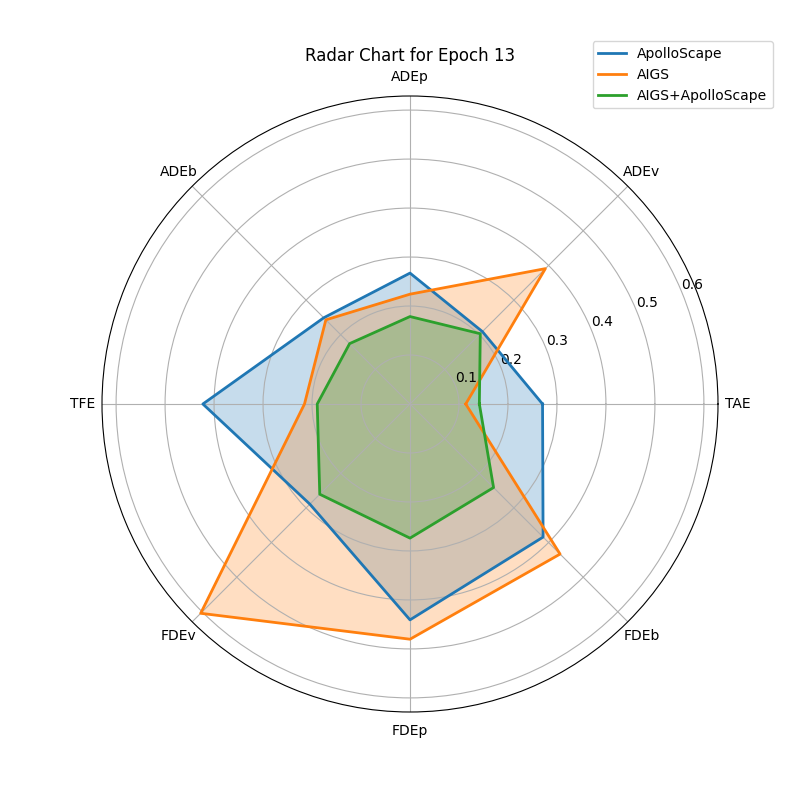 Radar Chart for Epoch 13
ApolloScape
AIGS
AIGS+ApolloScape
ADEp
ADEb
ADEv
0.6
0.5
0.4
0.3
0.2
0.1
TFE
TAE
FDEv
FDEb
FDEp